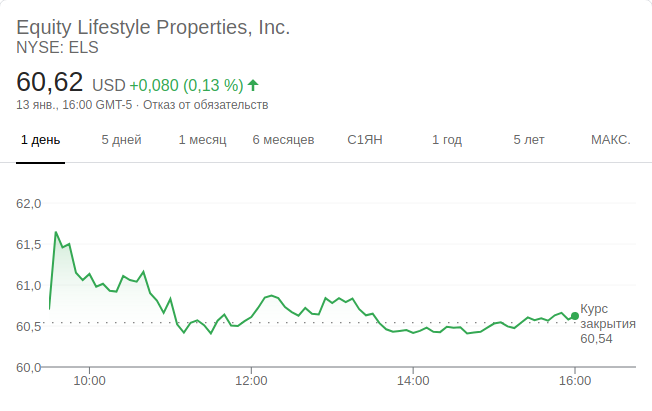 Equity Lifestyle Properties, Inc.
NYSE: ELS
60,62 USD +0,080 (0,13 %)
13 янв., 16:00 GMT-5 · Отказ от обязательств
1 день 5 дней 1 месяц 6 месяцев С1ЯН 1 год 5 лет МАКС.
62,0
61,5
61,0
60,5
60,0
Курс
закрытия
60,54
10:00 12:00 14:00 16:00